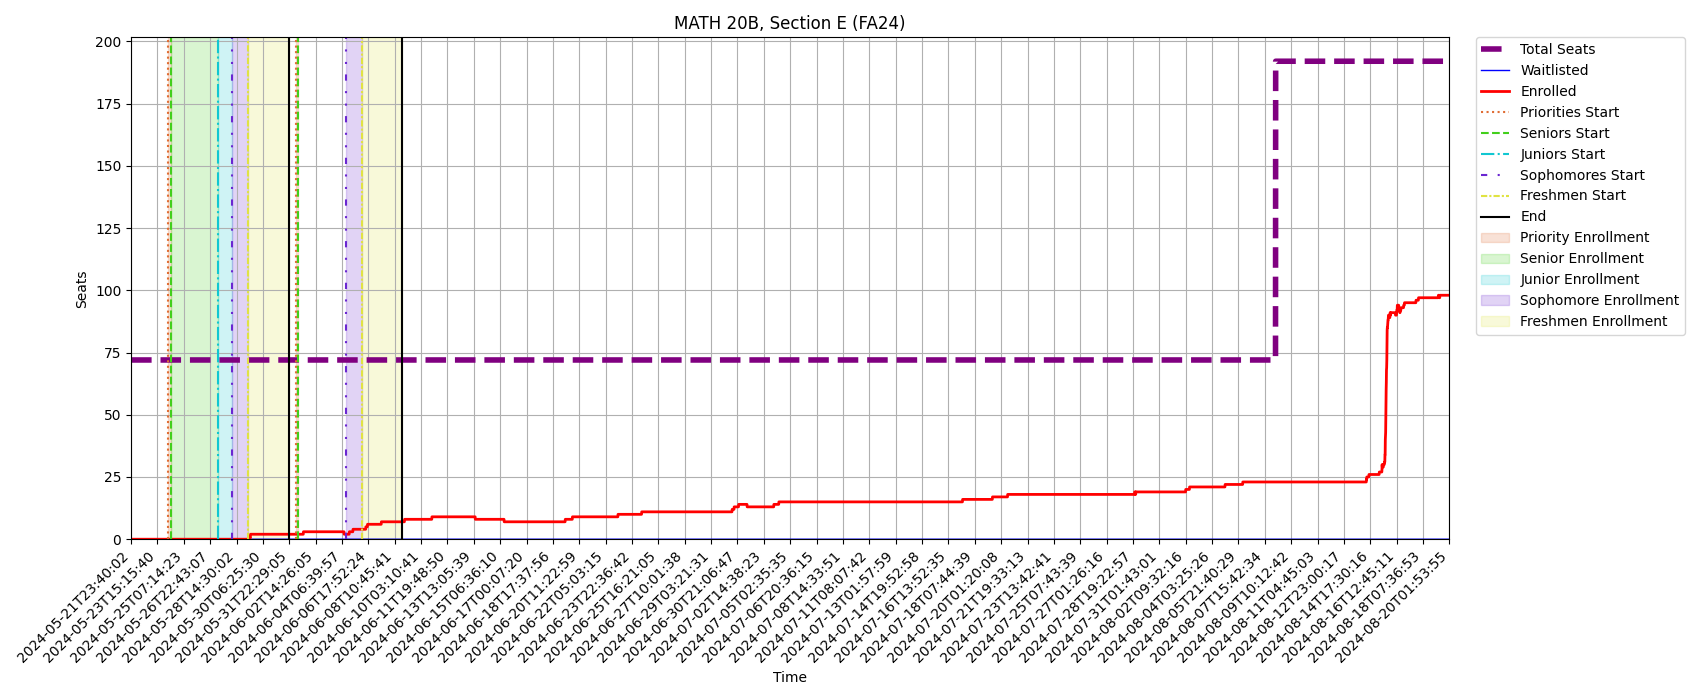 MATH 20B, Section E (FA24)
Seats
200
175
150
125
100
75
50
25
0
2024-05-21T23:40:02
2024-05-23T15:15:40
2024-05-25T07:14:23
2024-05-26T22:43:07
2024-05-28T14:30:02
2024-05-30T06:25:30
2024-05-31T22:29:05
2024-06-02T14:26:05
2024-06-04T06:39:57
2024-06-06T17:52:24
2024-06-08T10:45:41
2024-06-10T03:10:41
2024-06-11T19:48:50
2024-06-13T13:05:39
2024-06-15T06:36:10
2024-06-17T00:07:20
2024-06-18T17:37:56
2024-06-20T11:22:59
2024-06-22T05:03:15
2024-06-23T22:36:42
2024-06-25T16:21:05
2024-06-27T10:01:38
2024-06-29T03:21:31
2024-06-30T21:06:47
2024-07-02T14:38:23
2024-07-05T02:35:35
2024-07-06T20:36:15
2024-07-08T14:33:51
2024-07-11T08:07:42
2024-07-13T01:57:59
2024-07-14T19:52:58
2024-07-16T13:52:35
2024-07-18T07:44:39
2024-07-20T01:20:08
2024-07-21T19:33:13
2024-07-23T13:42:41
2024-07-25T07:43:39
2024-07-27T01:26:16
2024-07-28T19:22:57
2024-07-31T01:43:01
2024-08-02T09:32:16
2024-08-04T03:25:26
2024-08-05T21:40:29
2024-08-07T15:42:34
2024-08-09T10:12:42
2024-08-11T04:45:03
2024-08-12T23:00:17
2024-08-14T17:30:16
2024-08-16T12:45:11
2024-08-18T07:36:53
2024-08-20T01:53:55
Time
Total Seats
Waitlisted
Enrolled
Priorities Start
Seniors Start
Juniors Start
Sophomores Start
Freshmen Start
End
Priority Enrollment
Senior Enrollment
Junior Enrollment
Sophomore Enrollment
Freshmen Enrollment